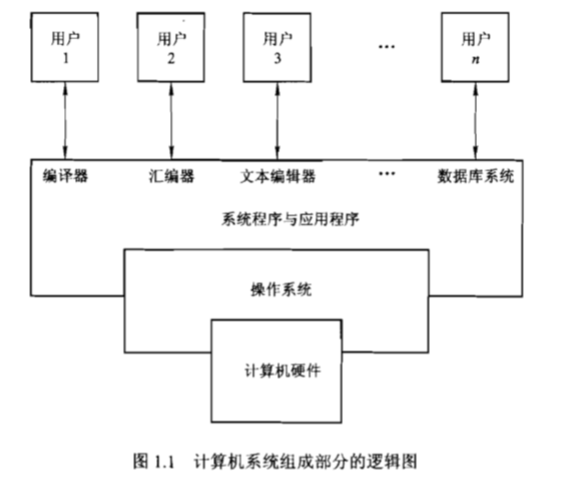 用户 用户 用户 … 用户
1 2 3 n
编译器 汇编器 文本编辑器 … 数据库系统
系统程序与应用程序
操作系统
计算机硬件
图 1.1 计算机系统组成部分的逻辑图